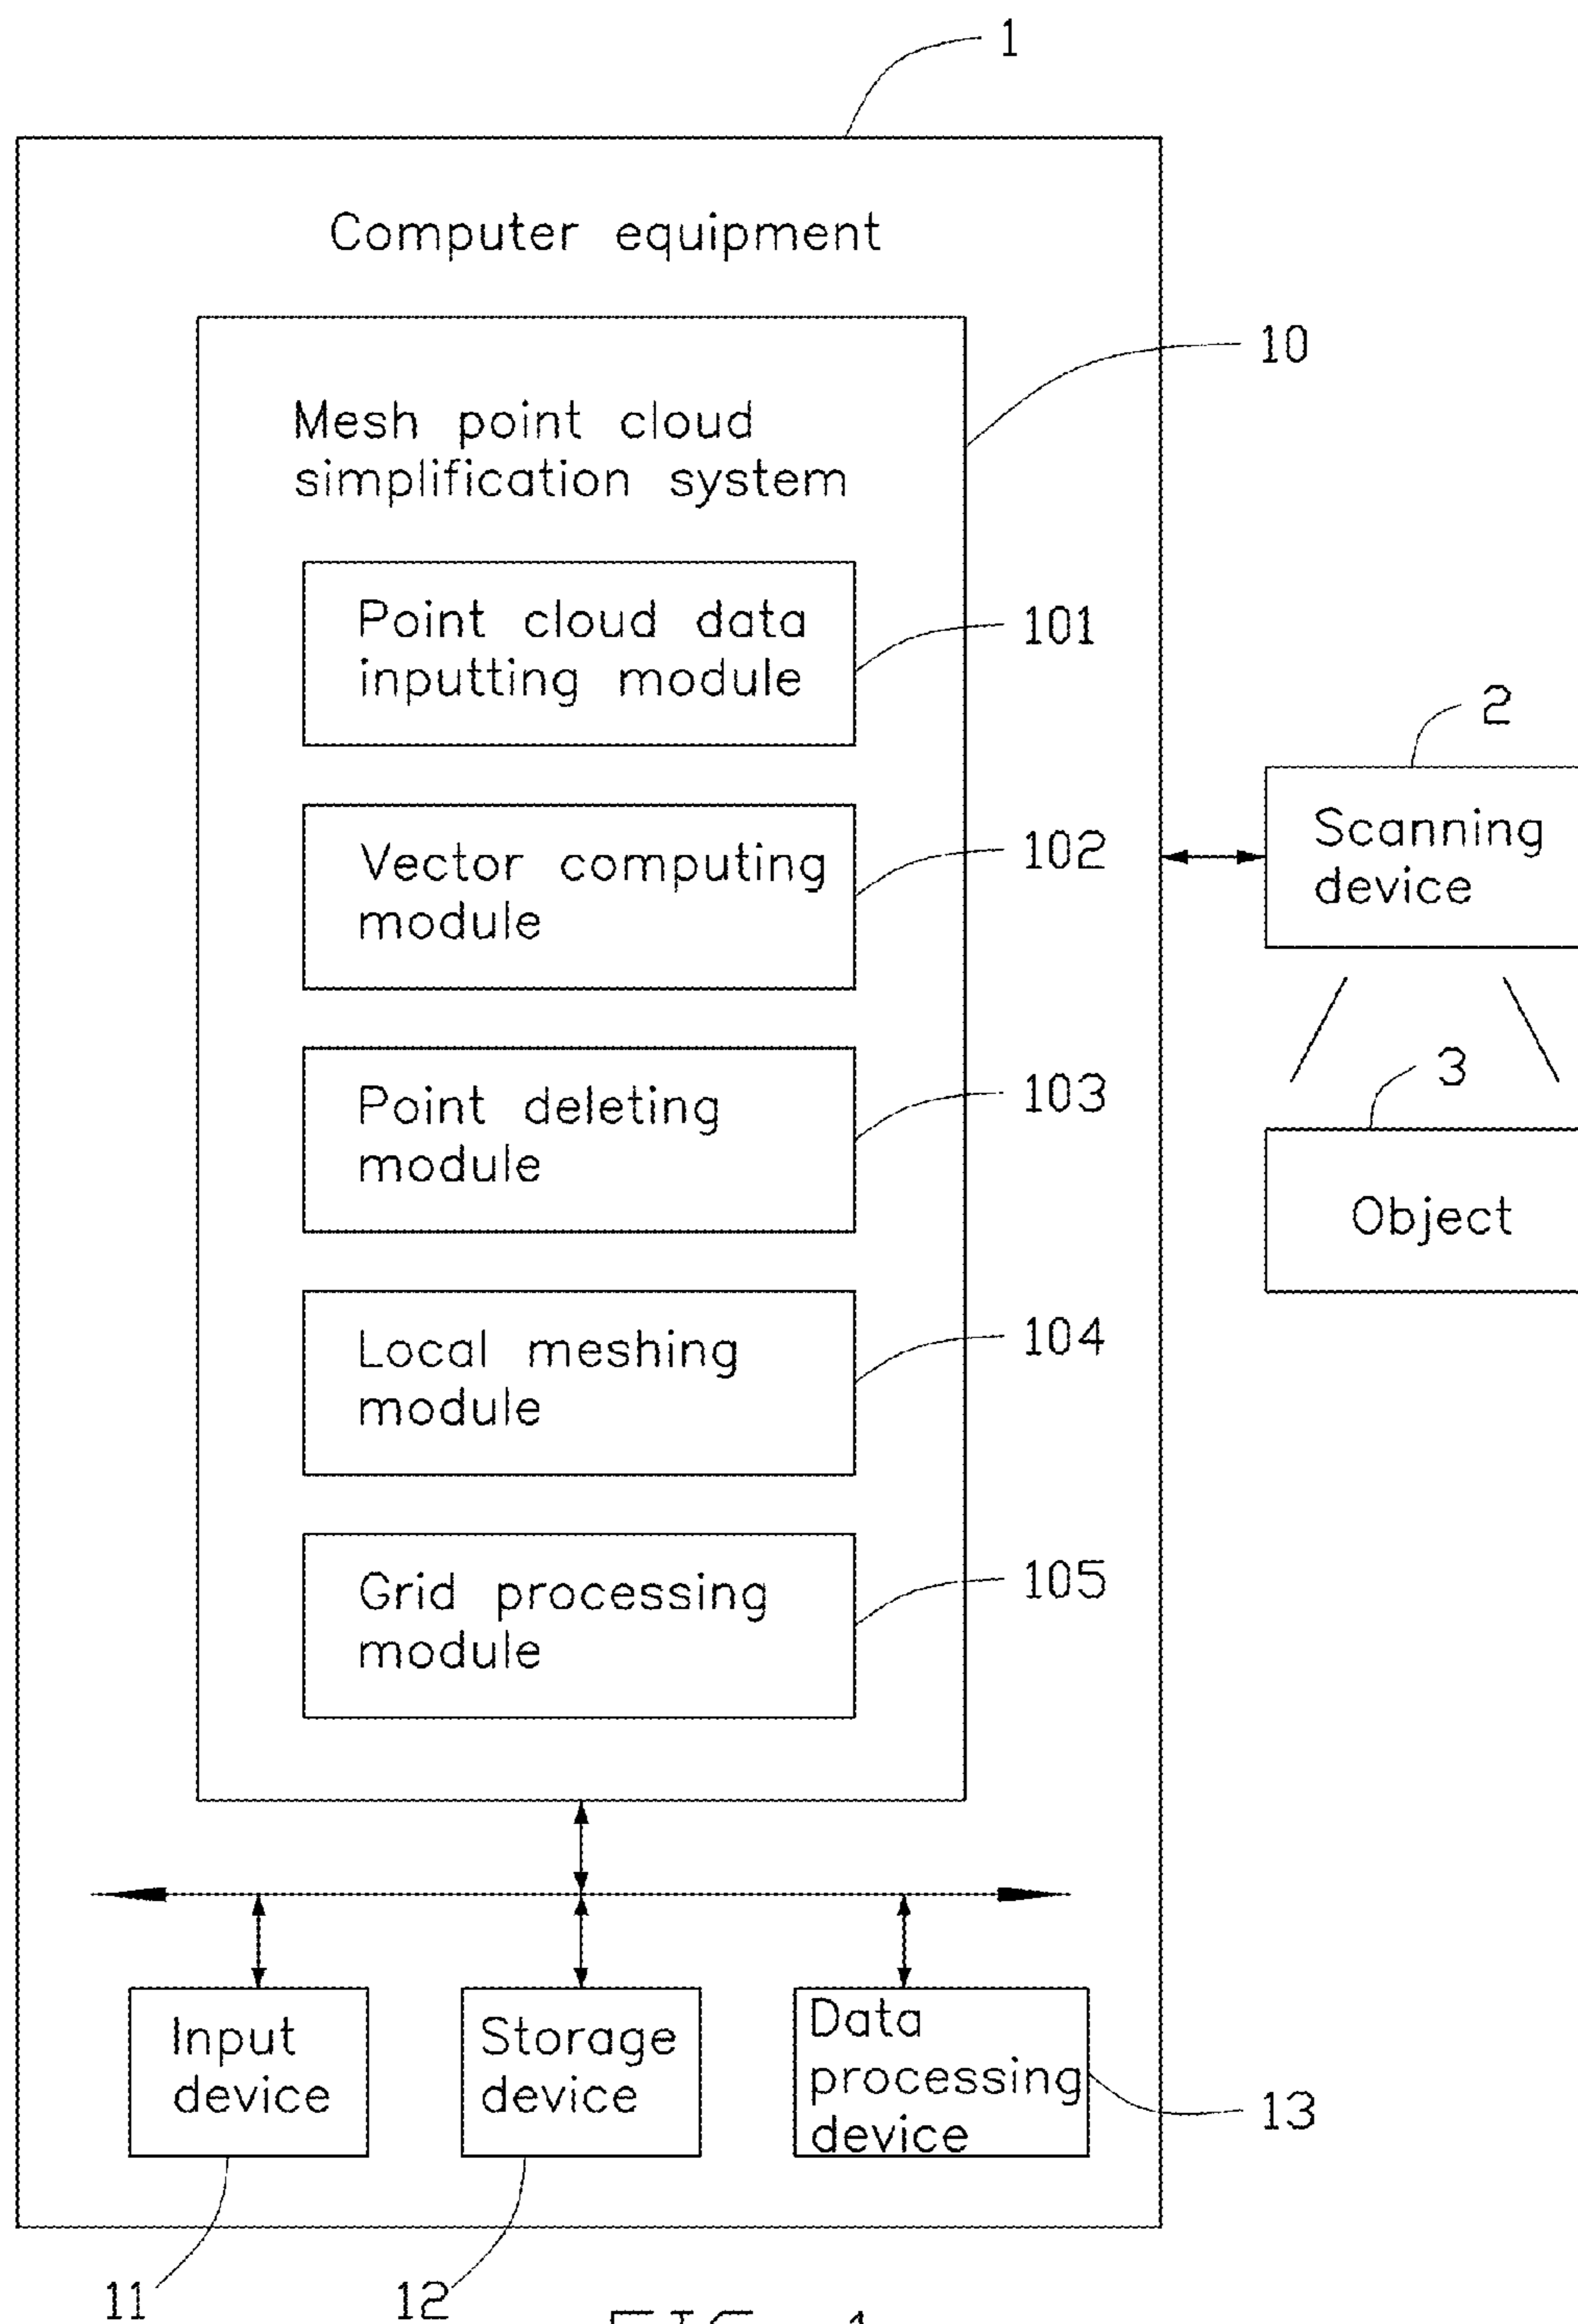 1
Computer equipment
10
Mesh point cloud
simplification system
Point cloud data
inputting module
101
2
Scanning
device
Vector computing
module
102
3
Object
Point deleting
module
103
Local meshing
module
104
Grid processing
module
105
Input
device
Storage
device
Data
processing
device
13
11
12